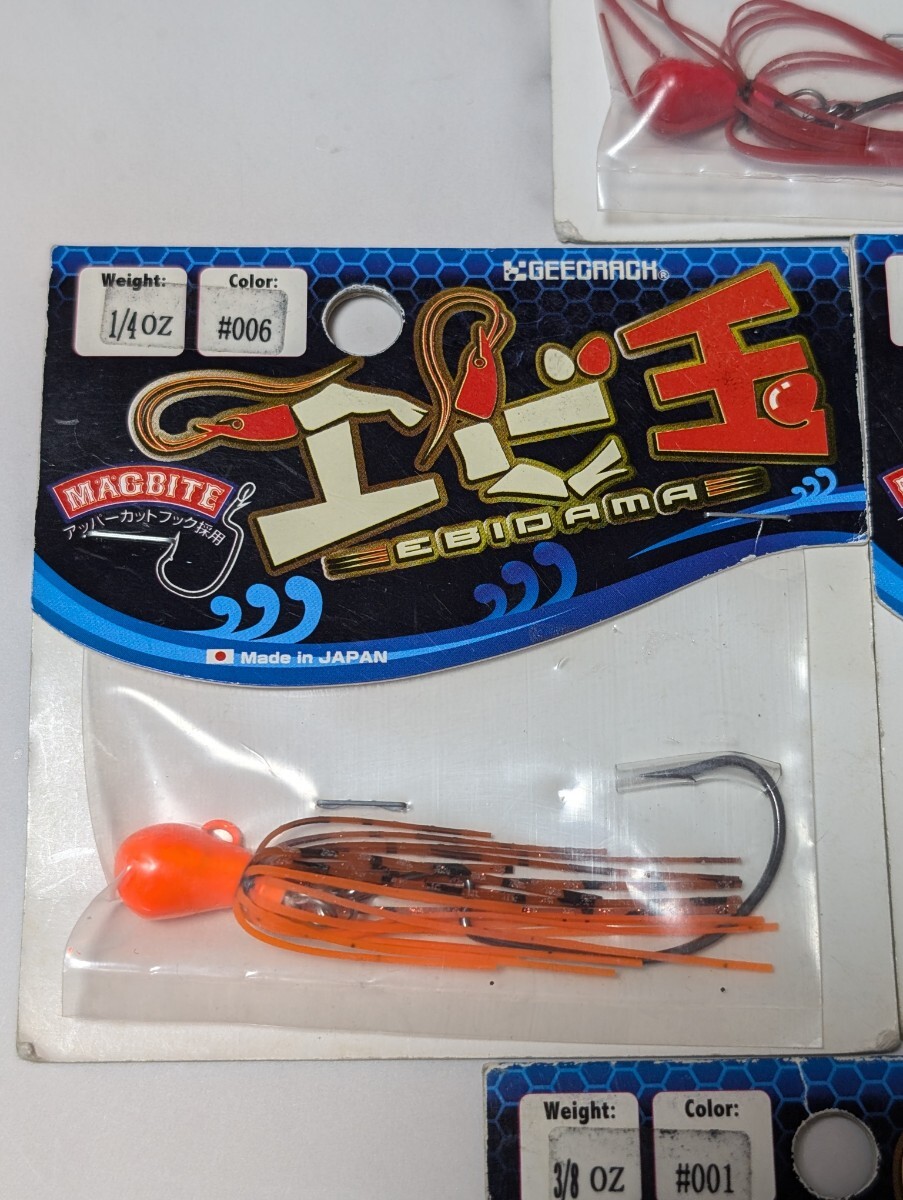 GEECRACK®
Weight:
1/4 OZ
Color:
#006
エビ玉
EBIDAMA
MAGBITE
アッパーカットフック採用
Made in JAPAN
Weight:
3/8 OZ
Color:
#001